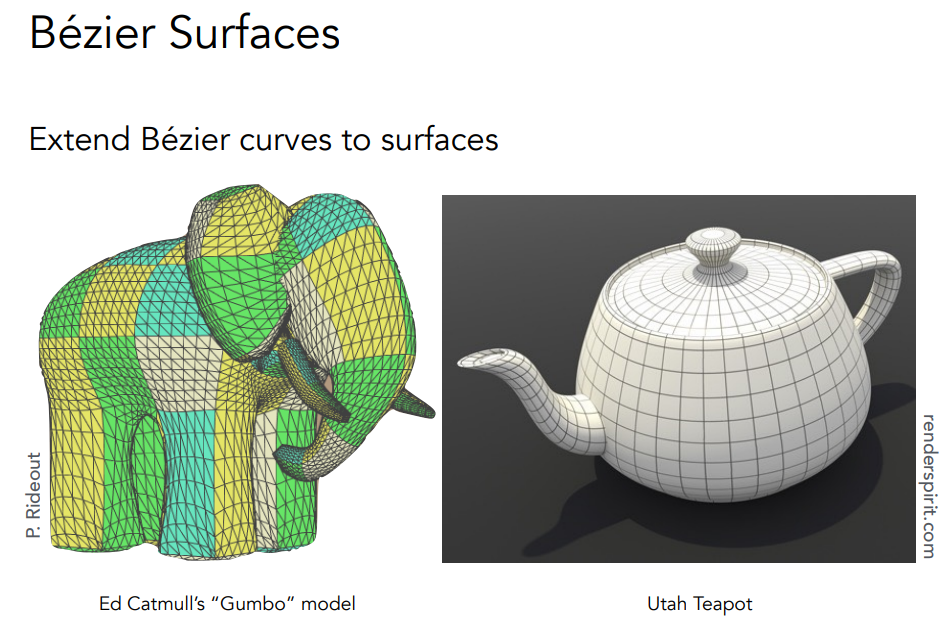 Bézier Surfaces
Extend Bézier curves to surfaces
P. Rideout
renderspirit.com
Ed Catmull’s “Gumbo” model
Utah Teapot